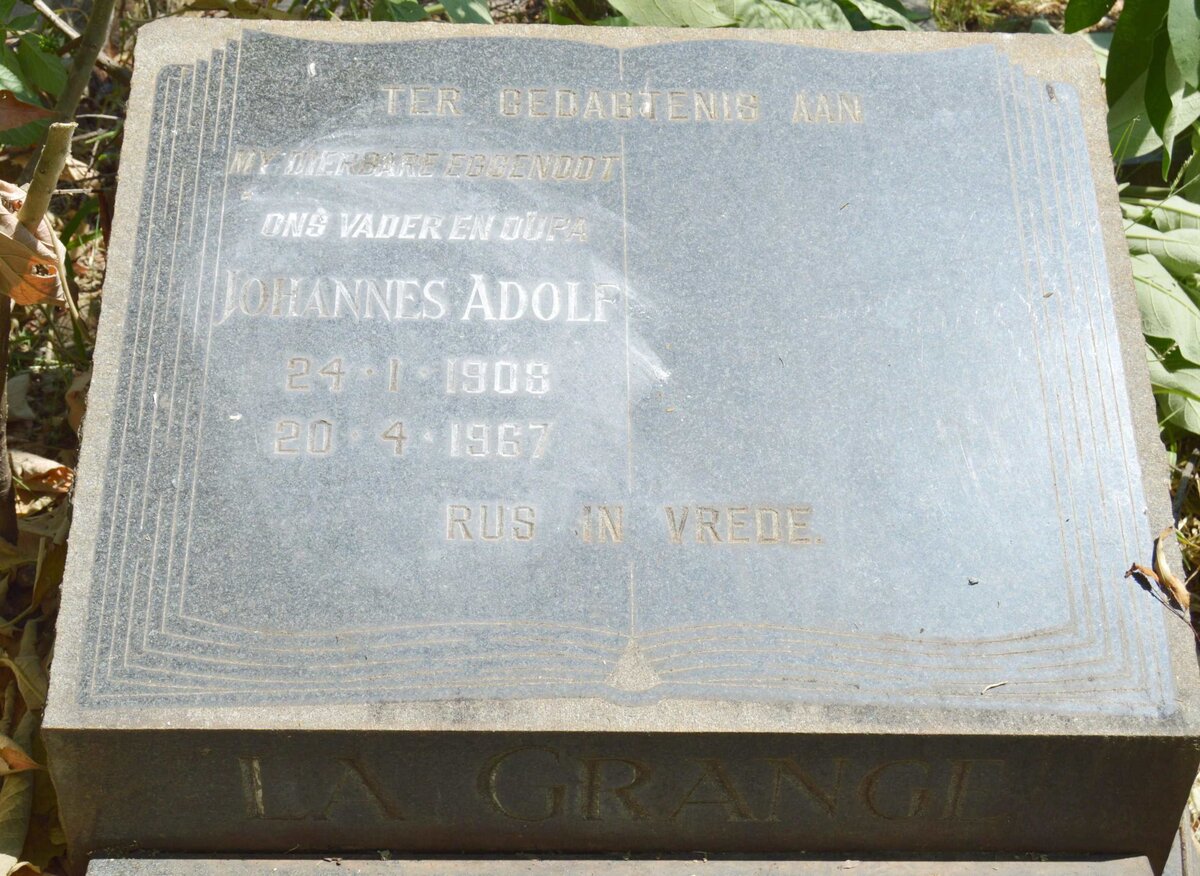 TER GEDAGTENIS AAN
MY DIERBARE EGGENOOT
ONS VADER EN OUPA
JOHANNES ADOLF
24·1·1908
20·4·1967
RUS IN VREDE.
LA GRANGE